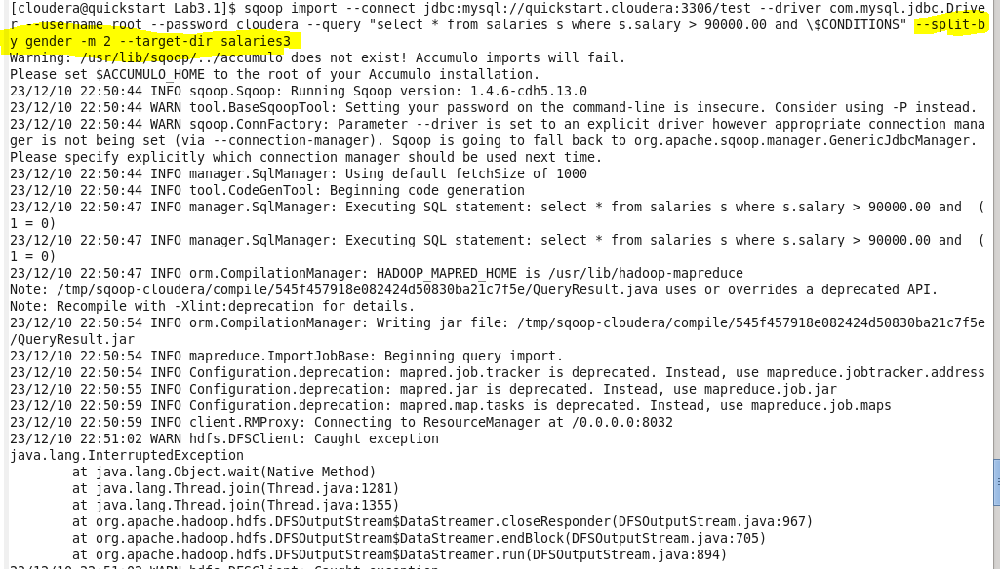 [cloudera@quickstart Lab3.1]$ sqoop import --connect jdbc:mysql://quickstart.cloudera:3306/test --driver com.mysql.jdbc.Drive
--username root --password cloudera --query "select * from salaries s where s.salary > 90000.00 and \$CONDITIONS" --split-b
y gender -m 2 --target-dir salaries3
Warning: /usr/lib/sqoop/../accumulo does not exist! Accumulo imports will fail.
Please set $ACCUMULO_HOME to the root of your Accumulo installation.
23/12/10 22:50:44 INFO sqoop.Sqoop: Running Sqoop version: 1.4.6-cdh5.13.0
23/12/10 22:50:44 WARN tool.BaseSqoopTool: Setting your password on the command-line is insecure. Consider using -P instead.
23/12/10 22:50:44 WARN sqoop.ConnFactory: Parameter --driver is set to an explicit driver however appropriate connection mana
ger is not being set (via --connection-manager). Sqoop is going to fall back to org.apache.sqoop.manager.GenericJdbcManager.
Please specify explicitly which connection manager should be used next time.
23/12/10 22:50:44 INFO manager.SqlManager: Using default fetchSize of 1000
23/12/10 22:50:44 INFO tool.CodeGenTool: Beginning code generation
23/12/10 22:50:47 INFO manager.SqlManager: Executing SQL statement: select * from salaries s where s.salary > 90000.00 and  (
1 = 0)
23/12/10 22:50:47 INFO manager.SqlManager: Executing SQL statement: select * from salaries s where s.salary > 90000.00 and  (
1 = 0)
23/12/10 22:50:47 INFO orm.CompilationManager: HADOOP_MAPRED_HOME is /usr/lib/hadoop-mapreduce
Note: /tmp/sqoop-cloudera/compile/545f457918e082424d50830ba21c7f5e/QueryResult.java uses or overrides a deprecated API.
Note: Recompile with -Xlint:deprecation for details.
23/12/10 22:50:54 INFO orm.CompilationManager: Writing jar file: /tmp/sqoop-cloudera/compile/545f457918e082424d50830ba21c7f5e
/QueryResult.jar
23/12/10 22:50:54 INFO mapreduce.ImportJobBase: Beginning query import.
23/12/10 22:50:54 INFO Configuration.deprecation: mapred.job.tracker is deprecated. Instead, use mapreduce.jobtracker.address
23/12/10 22:50:55 INFO Configuration.deprecation: mapred.jar is deprecated. Instead, use mapreduce.job.jar
23/12/10 22:50:59 INFO Configuration.deprecation: mapred.map.tasks is deprecated. Instead, use mapreduce.job.maps
23/12/10 22:50:59 INFO client.RMProxy: Connecting to ResourceManager at /0.0.0.0:8032
23/12/10 22:51:02 WARN hdfs.DFSClient: Caught exception
java.lang.InterruptedException
at java.lang.Object.wait(Native Method)
at java.lang.Thread.join(Thread.java:1281)
at java.lang.Thread.join(Thread.java:1355)
at org.apache.hadoop.hdfs.DFSOutputStream$DataStreamer.closeResponder(DFSOutputStream.java:967)
at org.apache.hadoop.hdfs.DFSOutputStream$DataStreamer.endBlock(DFSOutputStream.java:705)
at org.apache.hadoop.hdfs.DFSOutputStream$DataStreamer.run(DFSOutputStream.java:894)